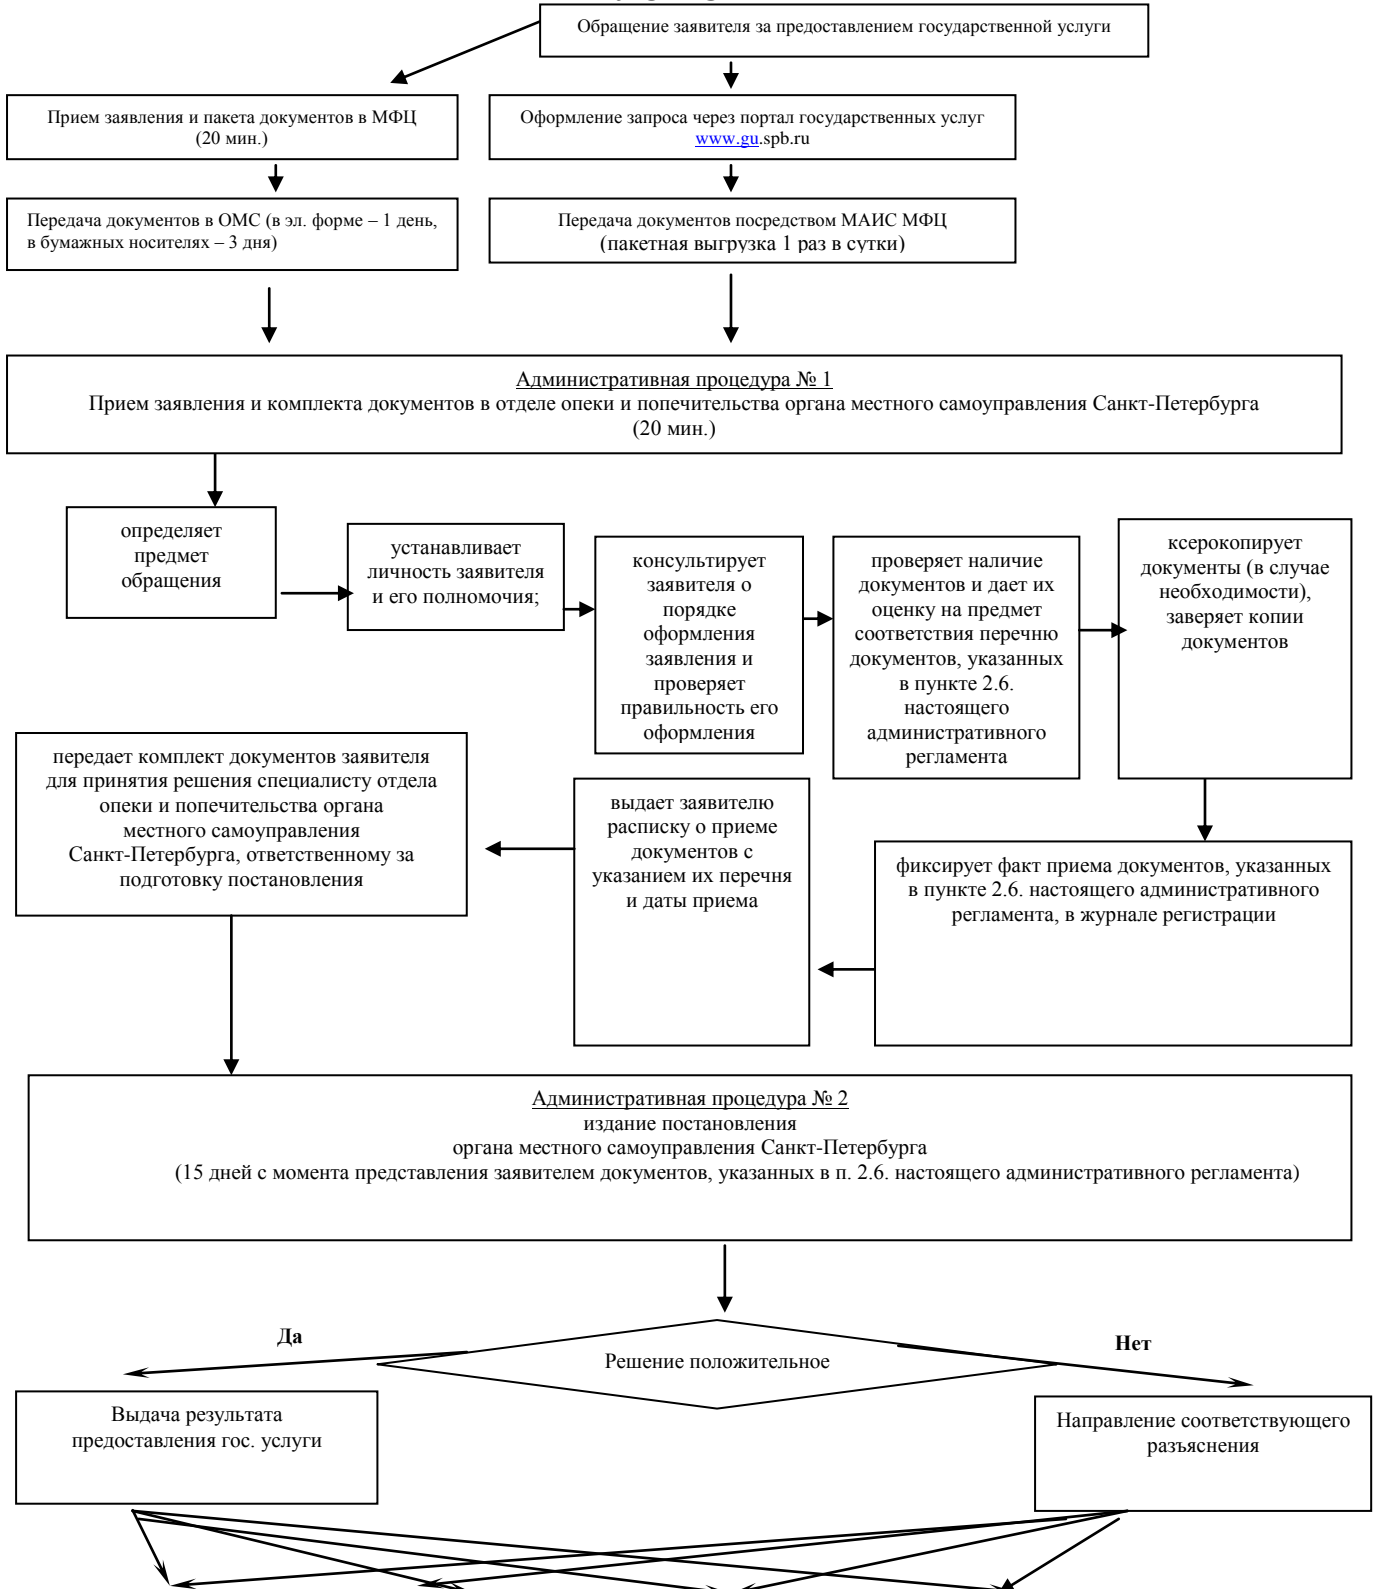 Обращение заявителя за предоставлением государственной услуги
Прием заявления и пакета документов в МФЦ
(20 мин.)
Оформление запроса через портал государственных услуг
www.gu.spb.ru
Передача документов в ОМС (в эл. форме – 1 день,
в бумажных носителях – 3 дня)
Передача документов посредством МАИС МФЦ
(пакетная выгрузка 1 раз в сутки)
Административная процедура № 1
Прием заявления и комплекта документов в отделе опеки и попечительства органа местного самоуправления Санкт-Петербурга
(20 мин.)
определяет
предмет
обращения
устанавливает
личность заявителя
и его полномочия;
консультирует
заявителя о
порядке
оформления
заявления и
проверяет
правильность его
оформления
проверяет наличие
документов и дает их
оценку на предмет
соответствия перечню
документов, указанных
в пункте 2.6.
настоящего
административного
регламента
ксерокопирует
документы (в случае
необходимости),
заверяет копии
документов
передает комплект документов заявителя
для принятия решения специалисту отдела
опеки и попечительства органа
местного самоуправления
Санкт-Петербурга, ответственному за
подготовку постановления
выдает заявителю
расписку о приеме
документов с
указанием их перечня
и даты приема
фиксирует факт приема документов, указанных
в пункте 2.6. настоящего административного
регламента, в журнале регистрации
Административная процедура № 2
издание постановления
органа местного самоуправления Санкт-Петербурга
(15 дней с момента представления заявителем документов, указанных в п. 2.6. настоящего административного регламента)
Да
Нет
Решение положительное
Выдача результата
предоставления гос. услуги
Направление соответствующего
разъяснения